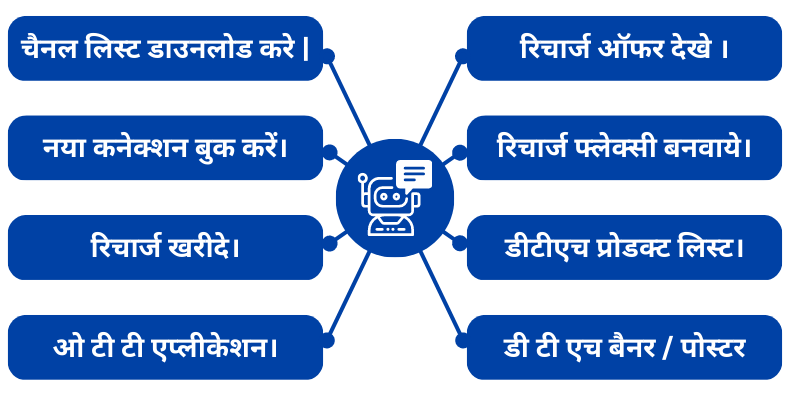 चैनल लिस्ट डाउनलोड करे |
नया कनेक्शन बुक करें।
रिचार्ज खरीदे।
ओ टी टी एप्लीकेशन।
रिचार्ज ऑफर देखे ।
रिचार्ज फ्लेक्सी बनवाये।
डीटीएच प्रोडक्ट लिस्ट।
डी टी एच बैनर / पोस्टर